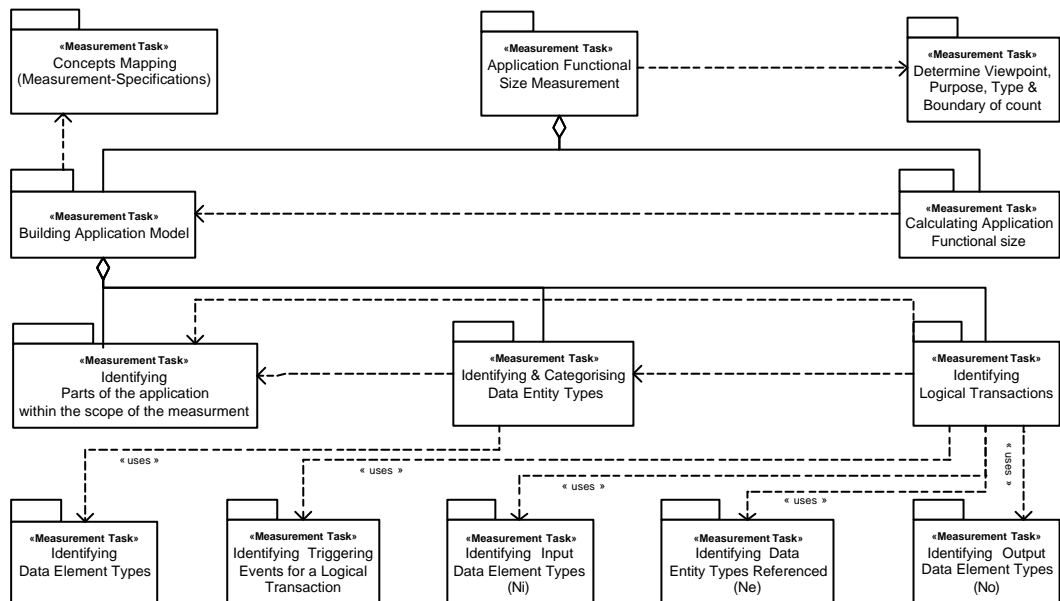 «Measurement Task»
Concepts Mapping
(Measurement-Specifications)
«Measurement Task»
Application Functional
Size Measurement
«Measurement Task»
Determine Viewpoint,
Purpose, Type &
Boundary of count
«Measurement Task»
Building Application Model
«Measurement Task»
Calculating Application
Functional size
«Measurement Task»
Identifying
Parts of the application
within the scope of the measurment
«Measurement Task»
Identifying & Categorising
Data Entity Types
«Measurement Task»
Identifying
Logical Transactions
« uses »
« uses »
« uses »
« uses »
« uses »
«Measurement Task»
Identifying
Data Element Types
«Measurement Task»
Identifying Triggering
Events for a Logical
Transaction
«Measurement Task»
Identifying Input
Data Element Types
(Ni)
«Measurement Task»
Identifying Data
Entity Types Referenced
(Ne)
«Measurement Task»
Identifying Output
Data Element Types
(No)